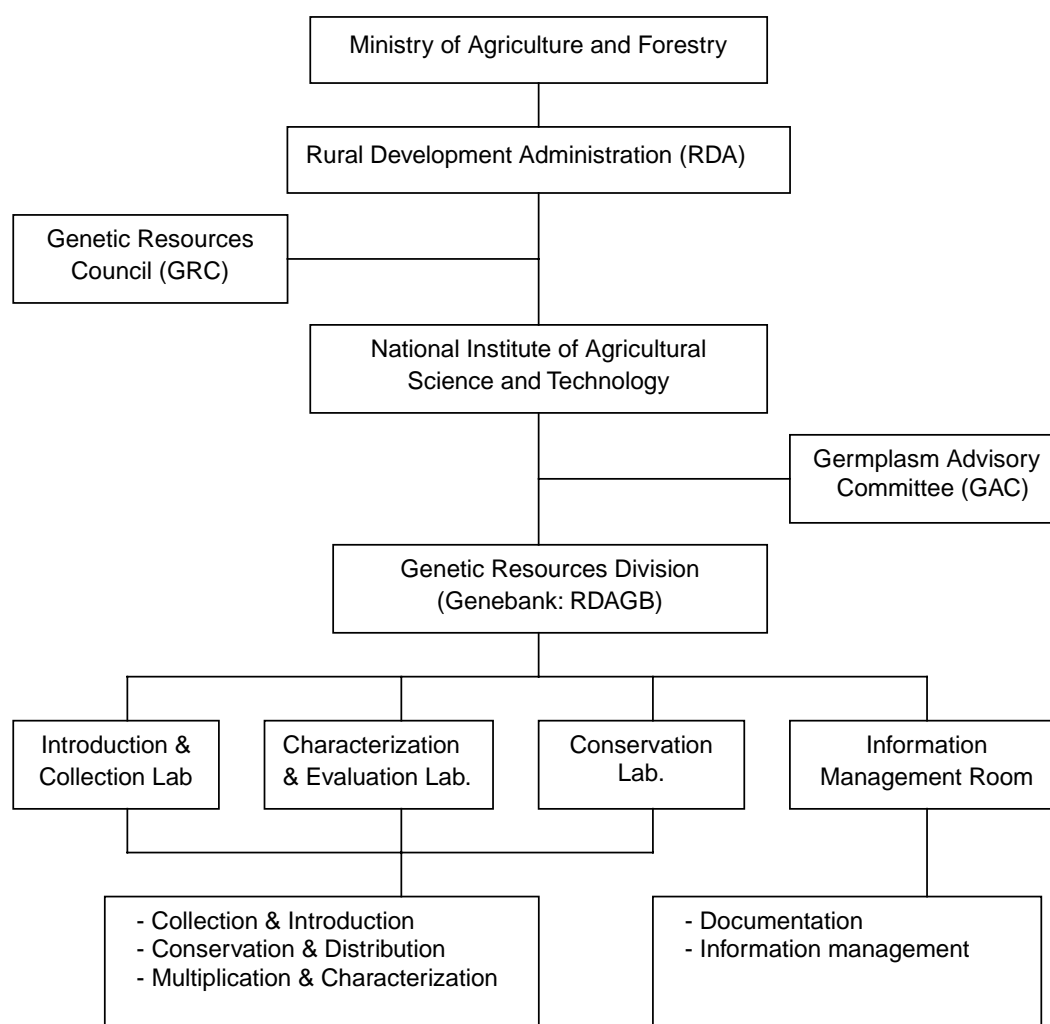 Ministry of Agriculture and Forestry
Rural Development Administration (RDA)
Genetic Resources
Council (GRC)
National Institute of Agricultural
Science and Technology
Germplasm Advisory
Committee (GAC)
Genetic Resources Division
(Genebank: RDAGB)
Introduction &
Collection Lab
Characterization
& Evaluation Lab.
Conservation
Lab.
Information
Management Room
- Collection & Introduction
- Conservation & Distribution
- Multiplication & Characterization
- Documentation
- Information management